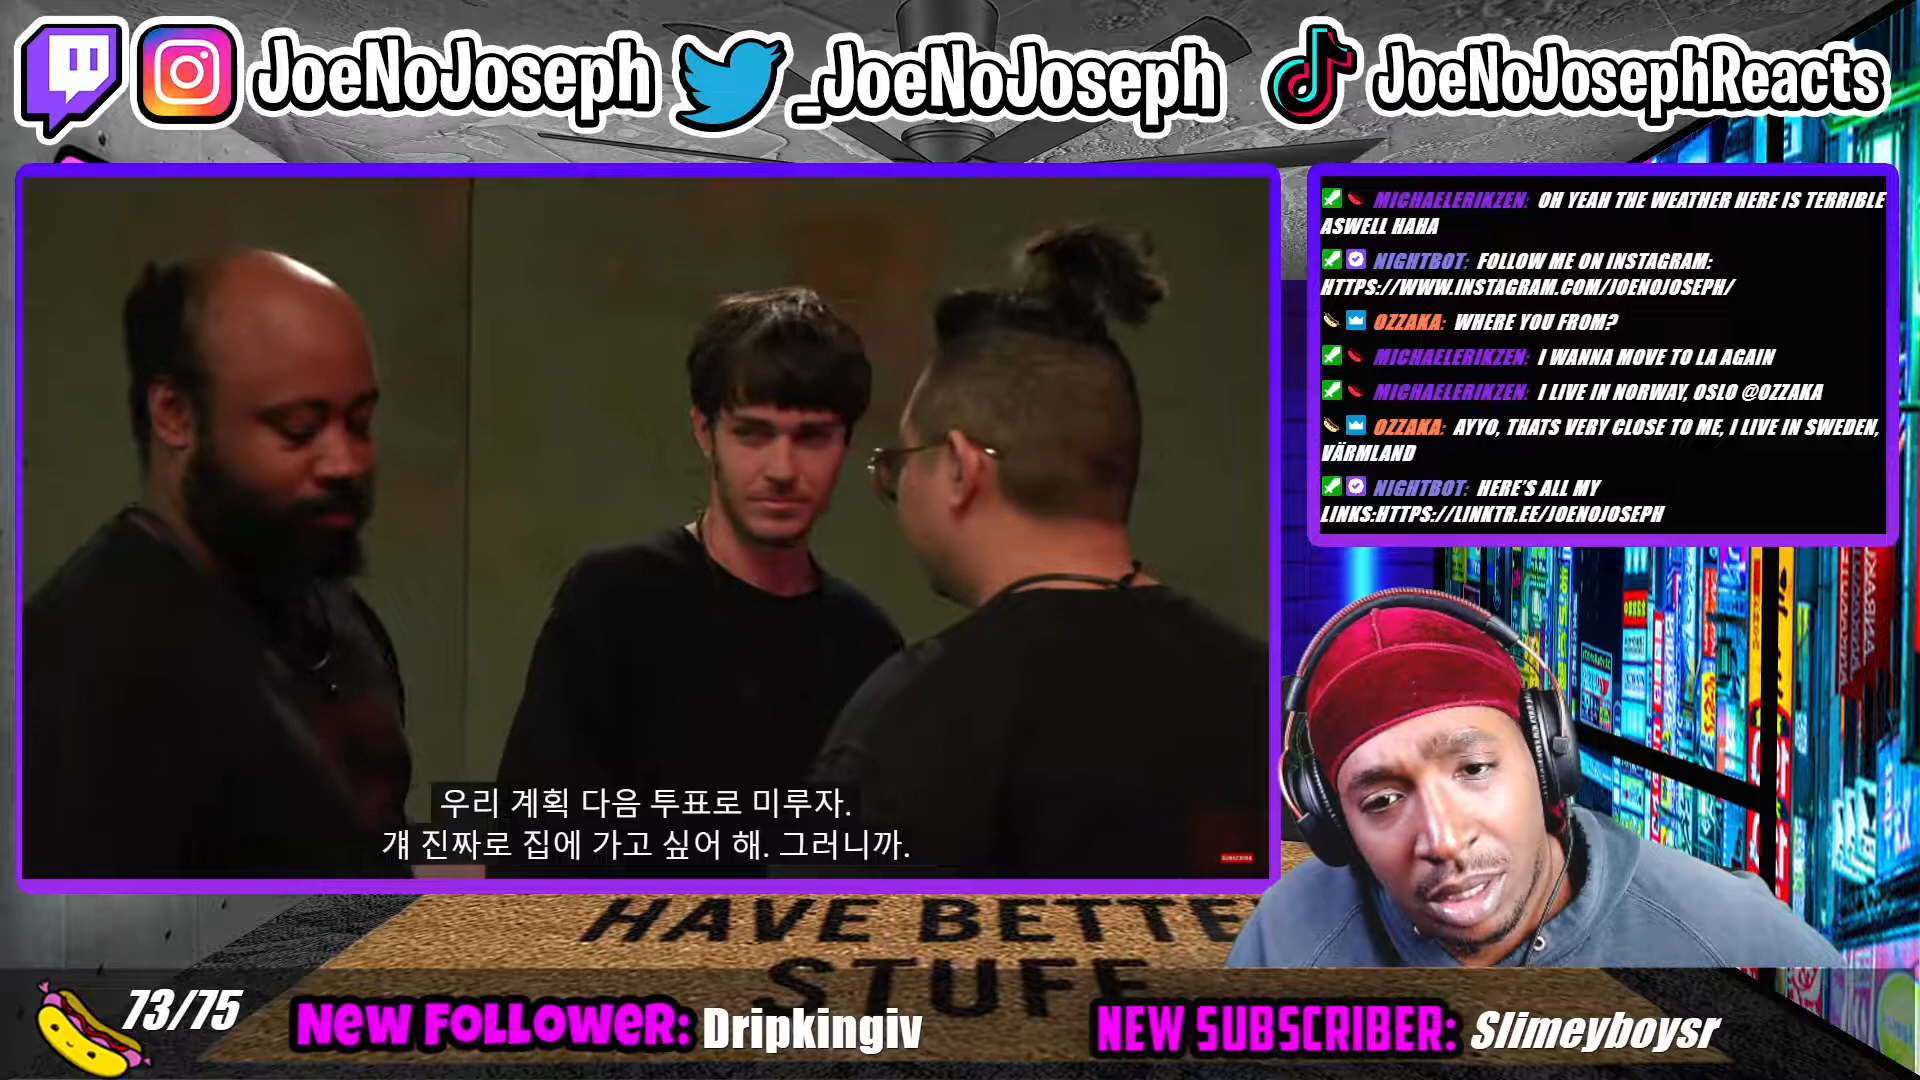 JoeNoJoseph
_JoeNoJoseph
JoeNoJosephReacts
MICHAELERIKZEN: OH YEAH THE WEATHER HERE IS TERRIBLE
ASWELL HAHA
NIGHTBOT: FOLLOW ME ON INSTAGRAM:
HTTPS://WWW.INSTAGRAM.COM/JOENOJOSEPH/
OZZAKA: WHERE YOU FROM?
MICHAELERIKZEN: I WANNA MOVE TO LA AGAIN
MICHAELERIKZEN: I LIVE IN NORWAY, OSLO @OZZAKA
OZZAKA: AYYO, THATS VERY CLOSE TO ME, I LIVE IN SWEDEN,
VÄRMLAND
NIGHTBOT: HERE'S ALL MY
LINKS:HTTPS://LINKTR.EE/JOENOJOSEPH
우리 계획 다음 투표로 미루자.
걔 진짜로 집에 가고 싶어 해. 그러니까.
SUBSCRIBE
HAVE BETTE
STUFF
73/75
NEW FOLLOWER: Dripkingiv
NEW SUBSCRIBER: Slimeyboysr